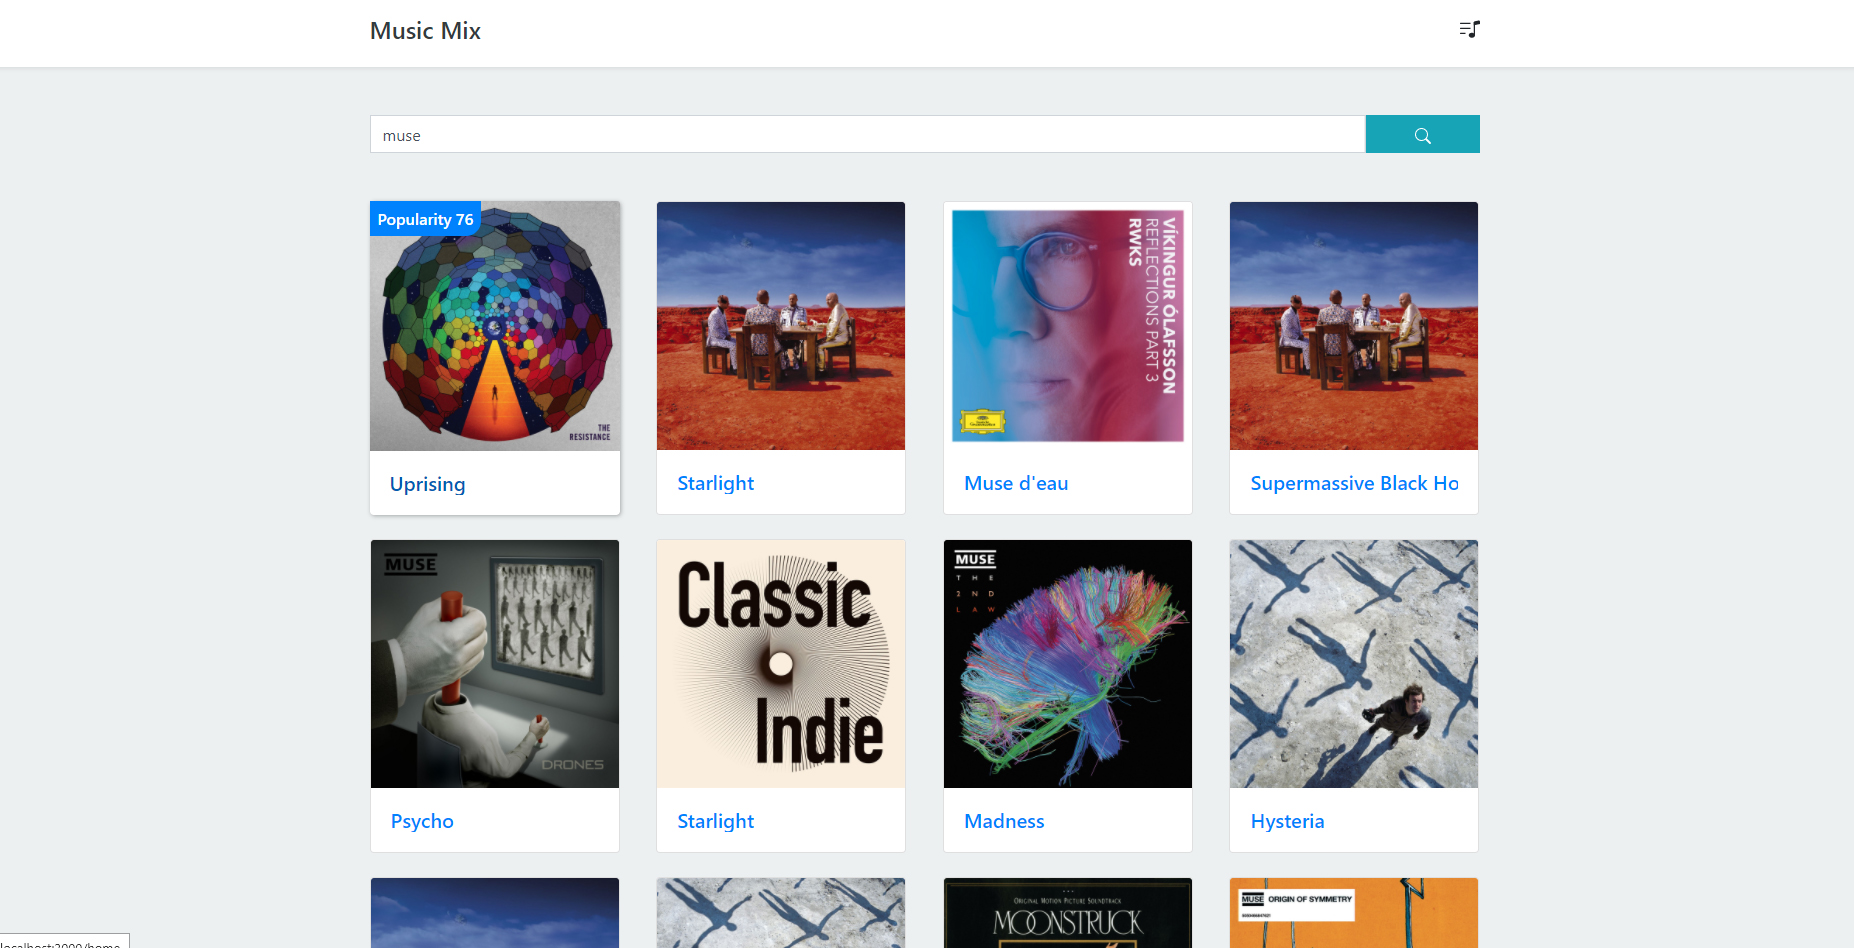 Music Mix
muse
Popularity 76
THE
RESISTANCE
VÍKINGUR ÓLAFSSON
REFLECTIONS PART 3
RWKS
Uprising
Starlight
Muse d'eau
Supermassive Black Ho
MUSE
DRONES
Classic
Indie
MUSE
THE
2ND
LAW
Psycho
Starlight
Madness
Hysteria
ORIGINAL MOTION PICTURE SOUNDTRACK
MOONSTRUCK
MUSE ORIGIN OF SYMMETRY
localhost:3000/home